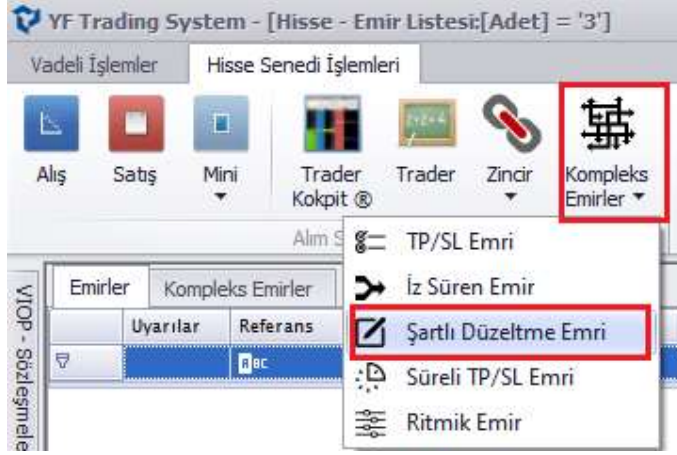 YF Trading System - [Hisse - Emir Listesi:[Adet] = '3']
Vadeli İşlemler Hisse Senedi İşlemleri
Alış Satış Mini Trader Kokpit ® Trader Zincir Kompleks Emirler
Alım S
TP/SL Emri
İz Süren Emir
Şartlı Düzeltme Emri
Süreli TP/SL Emri
Ritmik Emir
Emirler Kompleks Emirler
Uyarılar Referans
VIOP - Sözleşmele